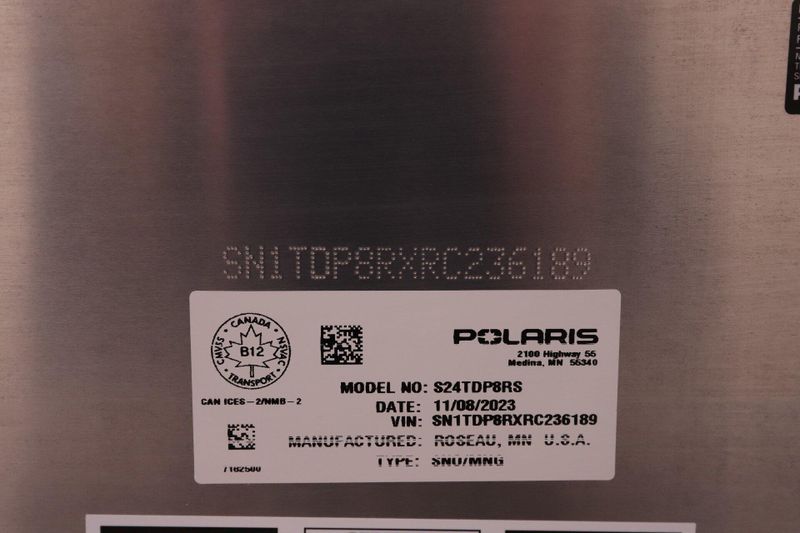 SN1TDP8RXRC236189
CANADA
CMVSS
B12
NSVAC
TRANSPORT
POLARIS
2100 Highway 55
Medina, MN 55340
CAN ICES-2/NMB-2
MODEL NO: S24TDP8RS
DATE: 11/08/2023
VIN: SN1TDP8RXRC236189
MANUFACTURED: ROSEAU, MN U.S.A.
TYPE: SNO/MNG
7182500